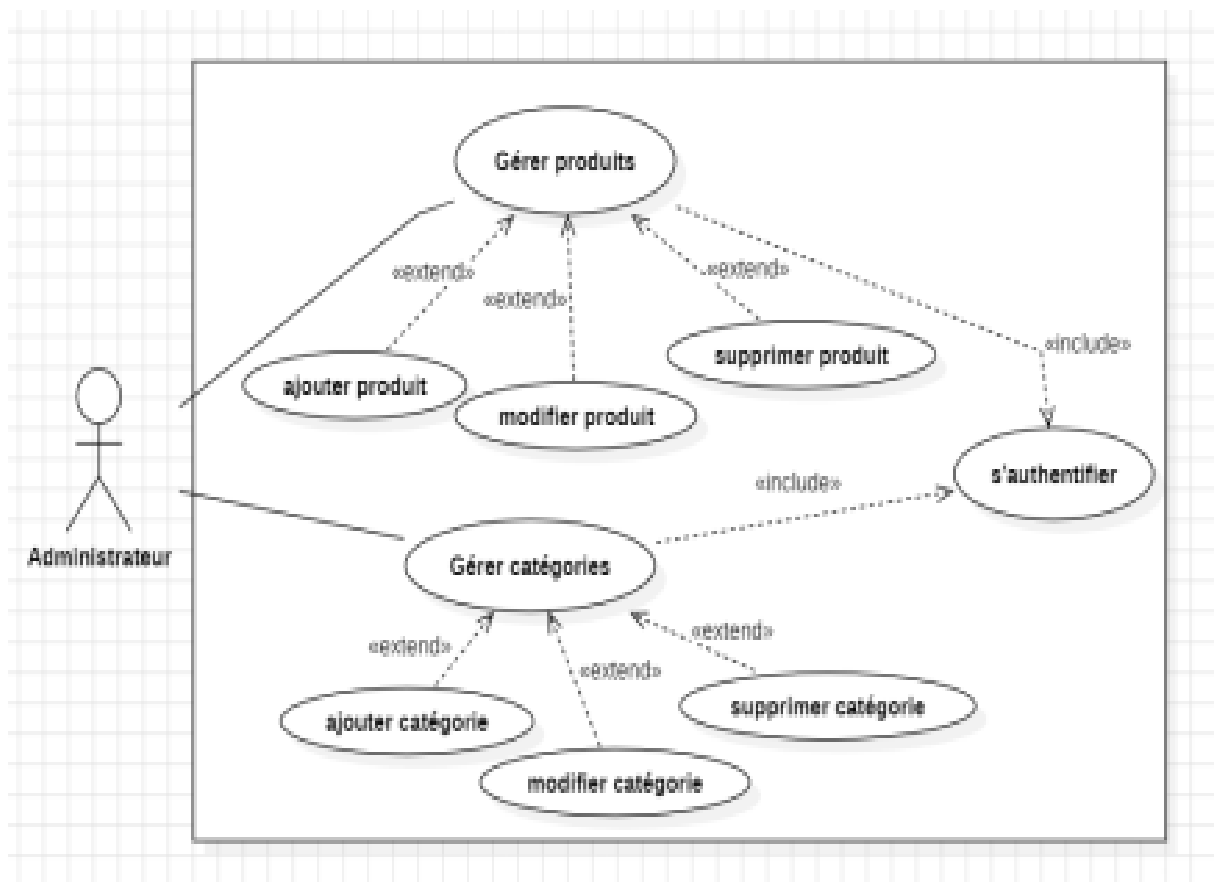 Gérer produits
«extend»
«extend»
«extend»
«include»
supprimer produit
ajouter produit
modifier produit
s'authentifier
«include»
Administrateur
Gérer catégories
«extend»
«extend»
«extend»
supprimer catégorie
ajouter catégorie
modifier catégorie